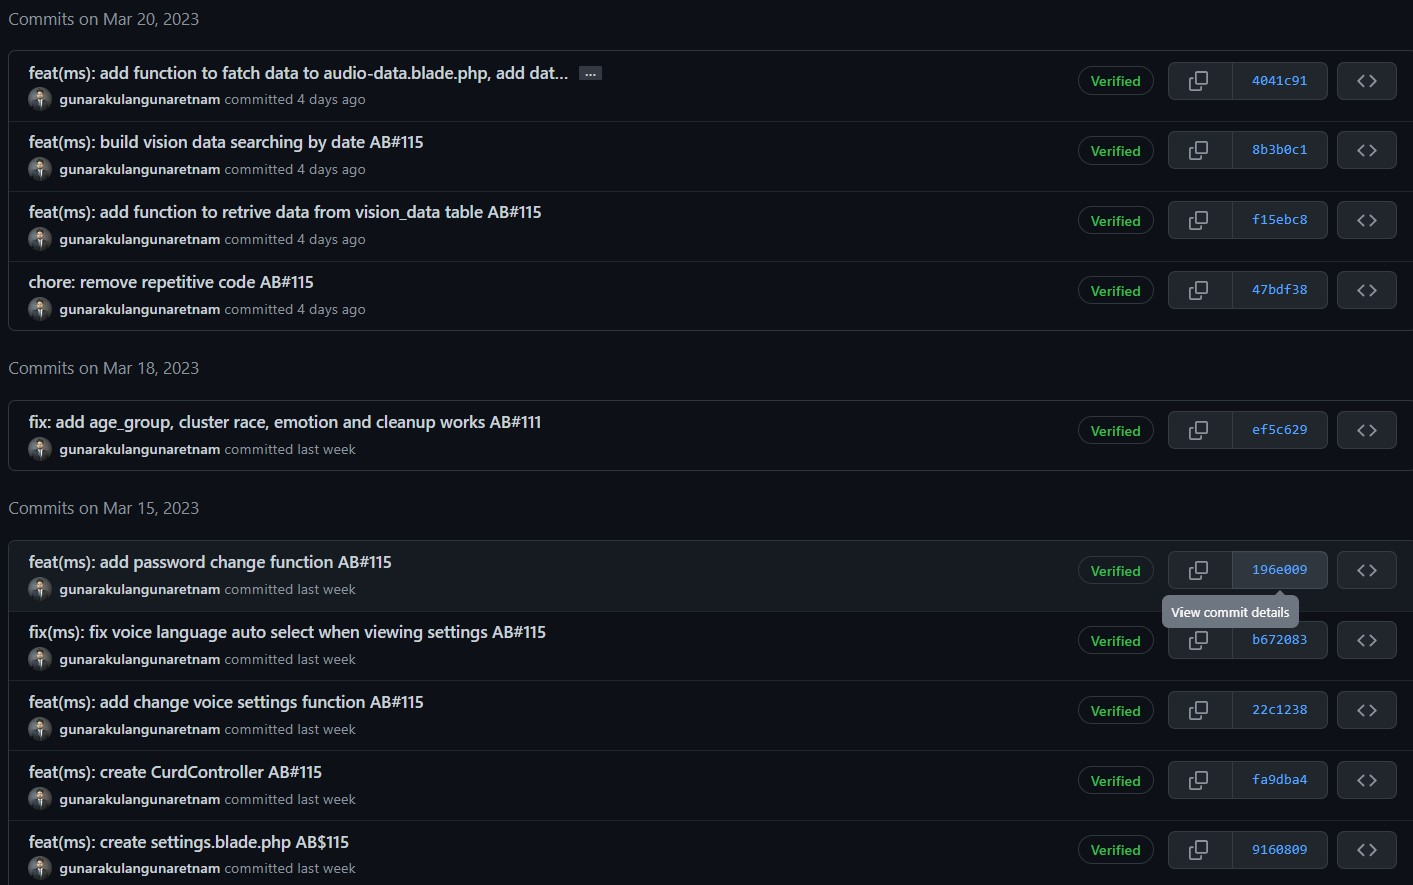 Commits on Mar 20, 2023
feat(ms): add function to fatch data to audio-data.blade.php, add dat... ...
gunarakulangunaretnam committed 4 days ago
Verified
4041c91
feat(ms): build vision data searching by date AB#115
gunarakulangunaretnam committed 4 days ago
Verified
8b3b0c1
feat(ms): add function to retrive data from vision_data table AB#115
gunarakulangunaretnam committed 4 days ago
Verified
f15ebc8
chore: remove repetitive code AB#115
gunarakulangunaretnam committed 4 days ago
Verified
47bdf38
Commits on Mar 18, 2023
fix: add age_group, cluster race, emotion and cleanup works AB#111
gunarakulangunaretnam committed last week
Verified
ef5c629
Commits on Mar 15, 2023
feat(ms): add password change function AB#115
gunarakulangunaretnam committed last week
Verified
196e009
View commit details
fix(ms): fix voice language auto select when viewing settings AB#115
gunarakulangunaretnam committed last week
Verified
b672083
feat(ms): add change voice settings function AB#115
gunarakulangunaretnam committed last week
Verified
22c1238
feat(ms): create CurdController AB#115
gunarakulangunaretnam committed last week
Verified
fa9dba4
feat(ms): create settings.blade.php AB$115
gunarakulangunaretnam committed last week
Verified
9160809